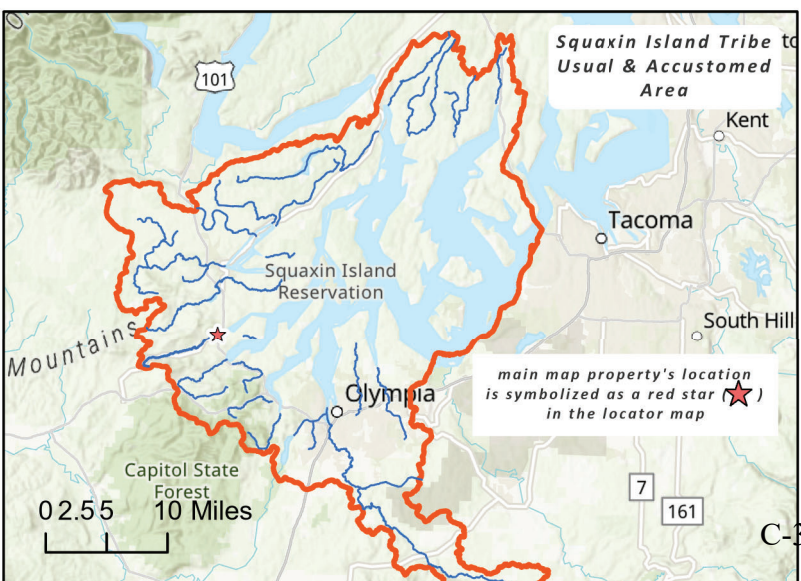 Squaxin Island Tribe
Usual & Accustomed
Area
101
Kent
Tacoma
Squaxin Island
Reservation
South Hill
Mountains
main map property's location
is symbolized as a red star ( )
in the locator map
Olympia
Capitol State
Forest
7
161
0 2.5 5 10 Miles